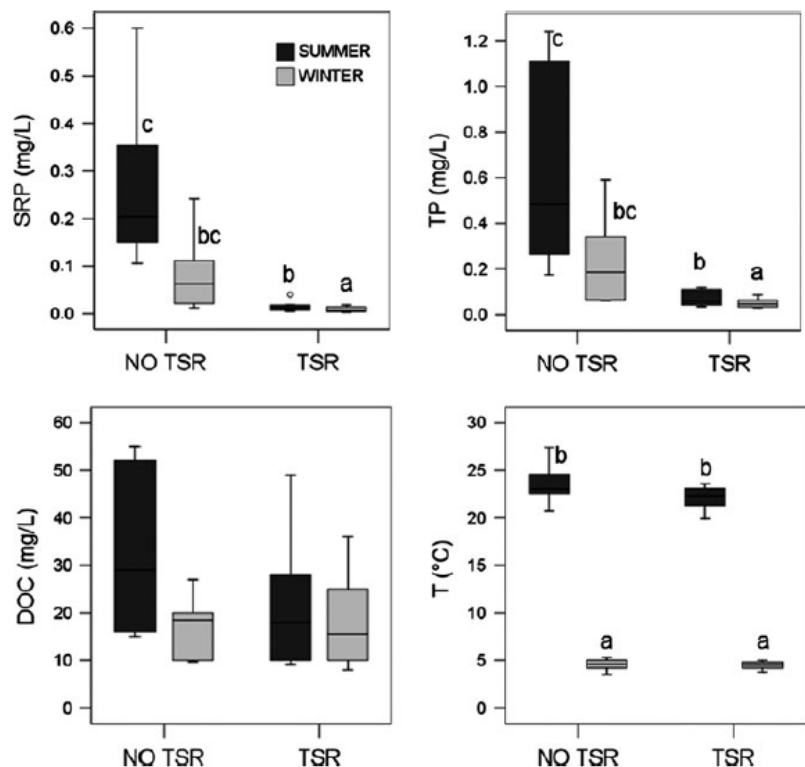 0.6
0.5
0.4
0.3
0.2
0.1
0.0
SRP (mg/L)
SUMMER
WINTER
c
bc
b
a
NO TSR TSR
1.2
1.0
0.8
0.6
0.4
0.2
0.0
TP (mg/L)
c
bc
b
a
NO TSR TSR
60
50
40
30
20
10
0
DOC (mg/L)
NO TSR TSR
30
25
20
15
10
5
0
T (°C)
b
a
b
a
NO TSR TSR